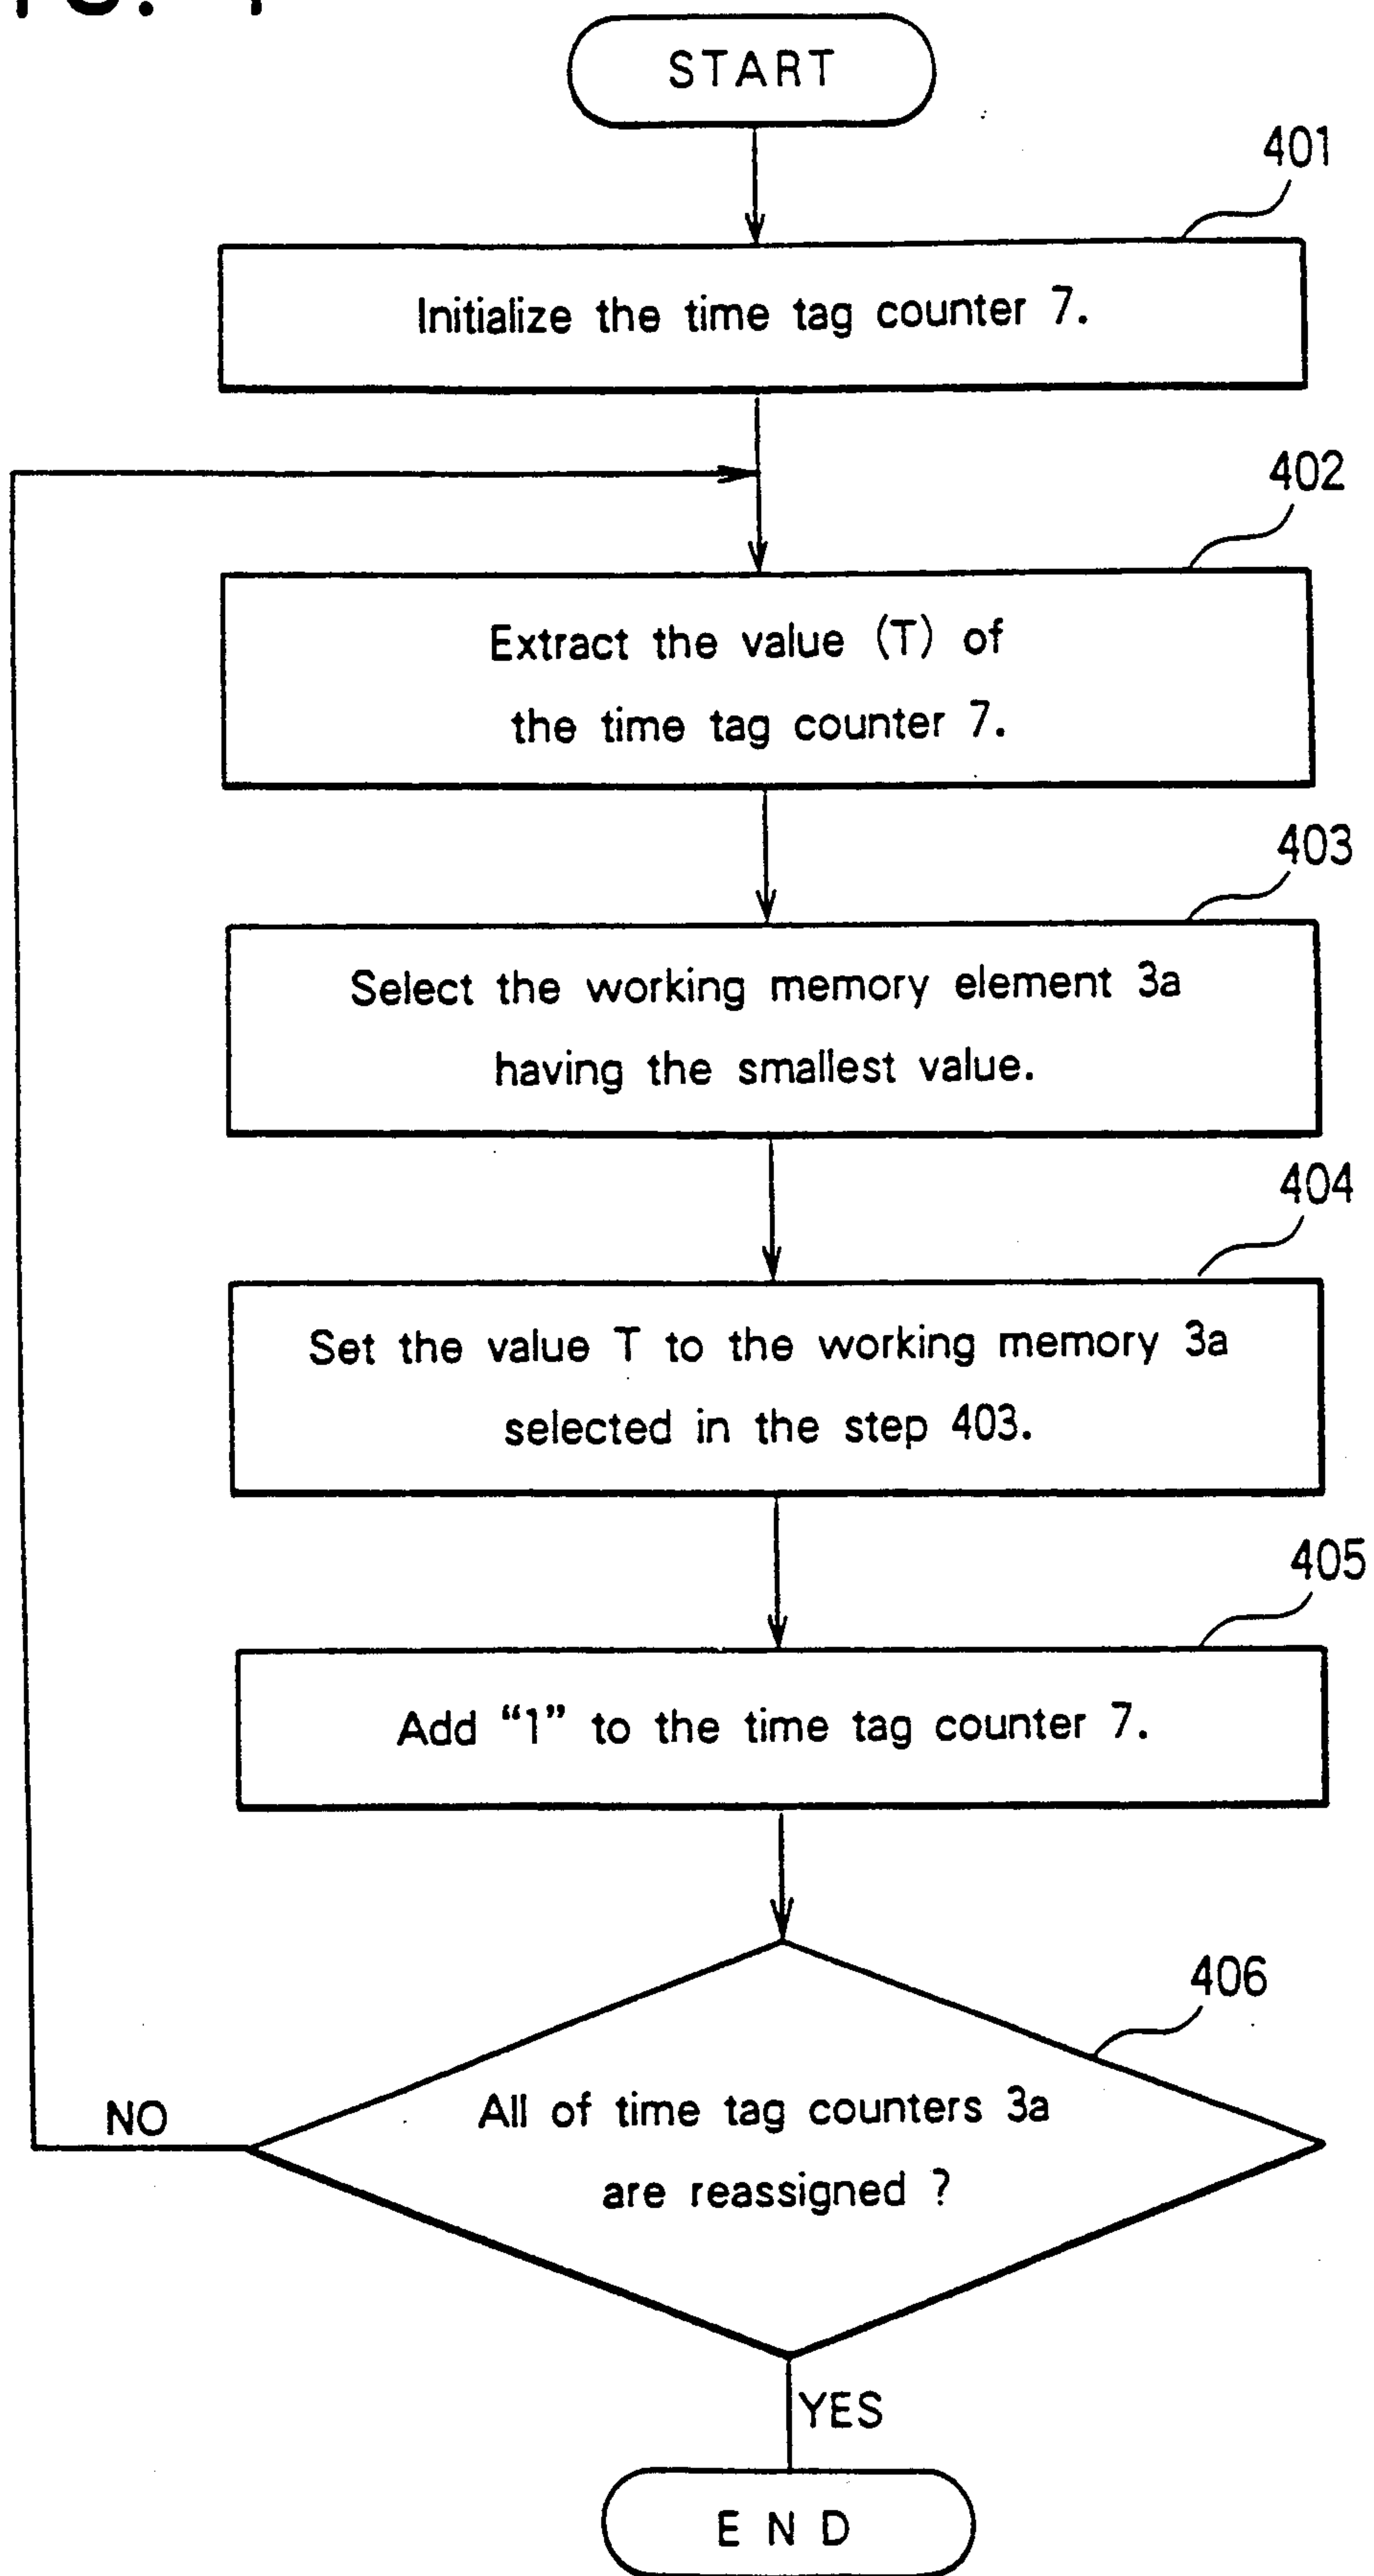 START
401
Initialize the time tag counter 7.
402
Extract the value (T) of
the time tag counter 7.
403
Select the working memory element 3a
having the smallest value.
404
Set the value T to the working memory 3a
selected in the step 403.
405
Add “1” to the time tag counter 7.
406
All of time tag counters 3a
are reassigned ?
NO
YES
END